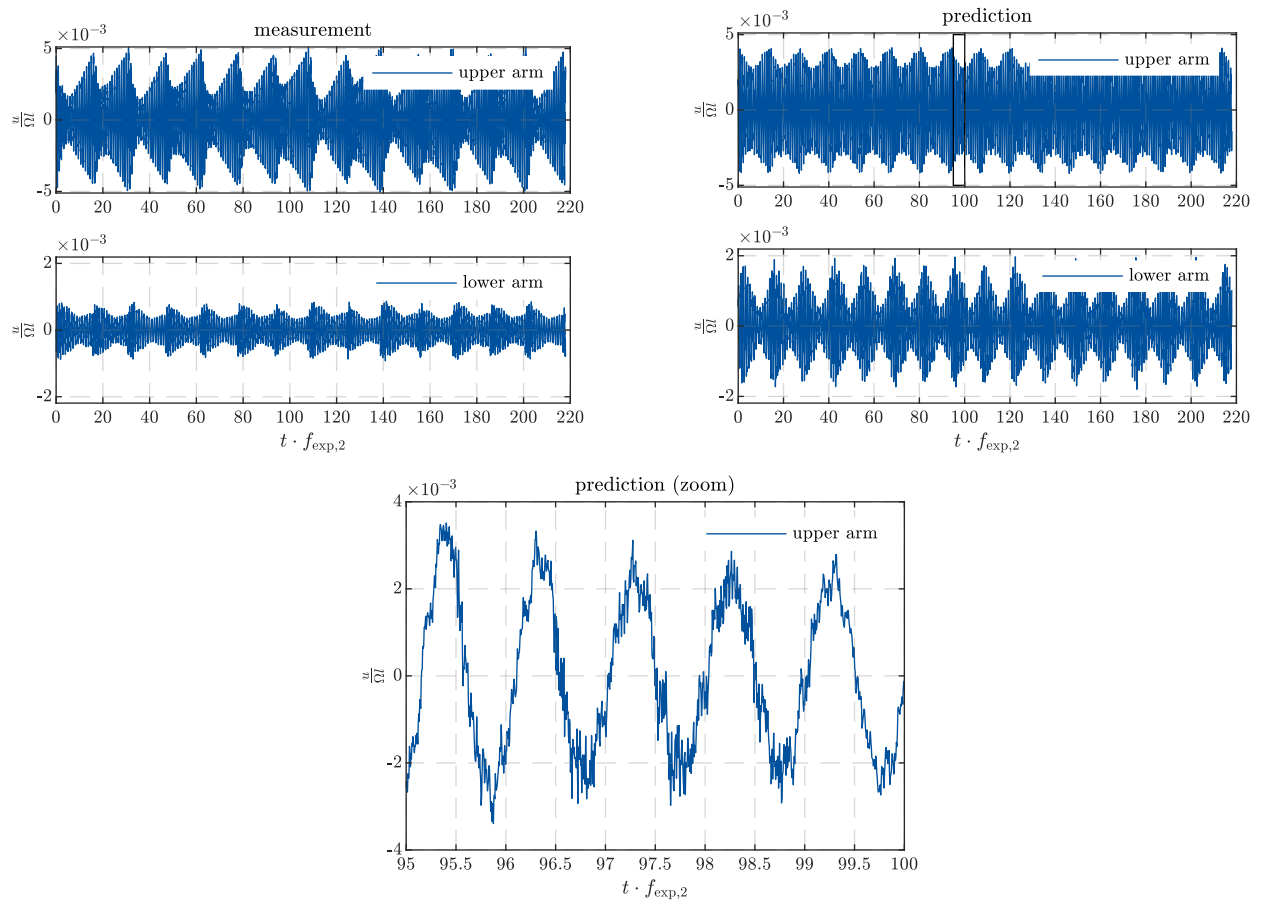 measurement
×10⁻³
5
0
-5
u/Ωl
upper arm
0 20 40 60 80 100 120 140 160 180 200 220
×10⁻³
2
0
-2
u/Ωl
lower arm
0 20 40 60 80 100 120 140 160 180 200 220
t · f_exp,2
prediction
×10⁻³
5
0
-5
u/Ωl
upper arm
0 20 40 60 80 100 120 140 160 180 200 220
×10⁻³
2
0
-2
u/Ωl
lower arm
0 20 40 60 80 100 120 140 160 180 200 220
t · f_exp,2
prediction (zoom)
×10⁻³
4
2
0
-2
-4
u/Ωl
upper arm
95 95.5 96 96.5 97 97.5 98 98.5 99 99.5 100
t · f_exp,2